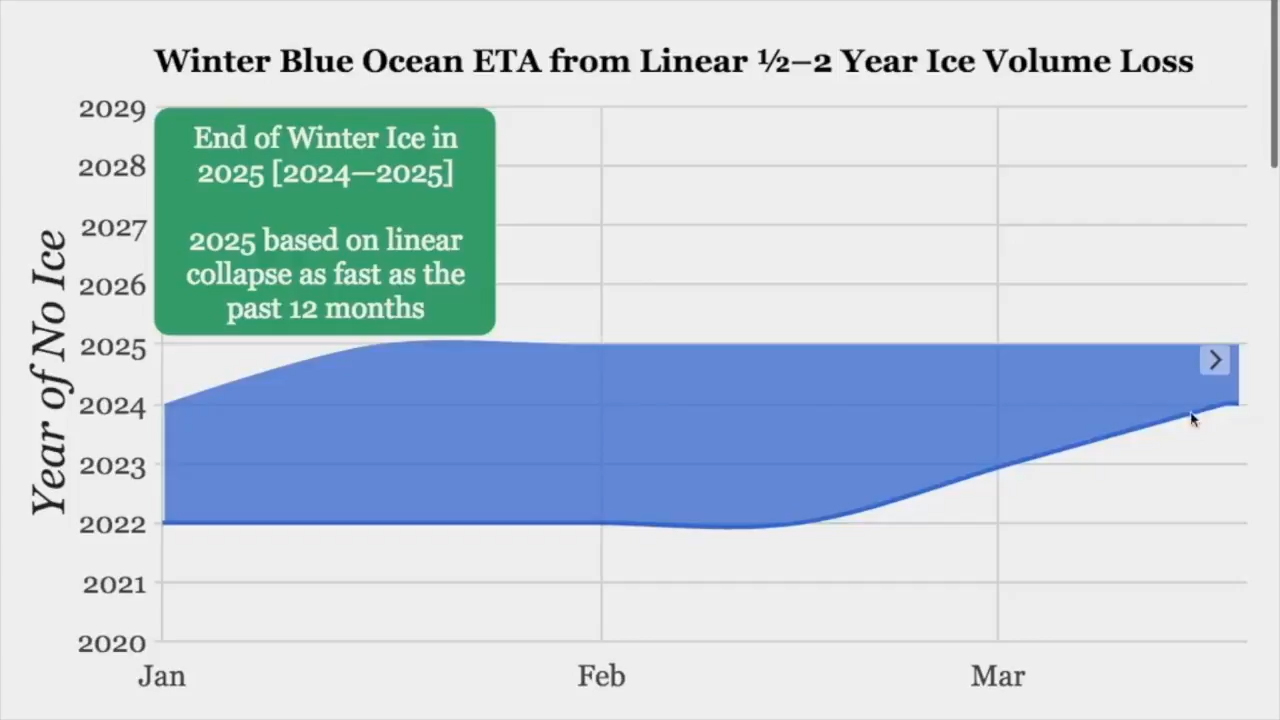 Winter Blue Ocean ETA from Linear ½–2 Year Ice Volume Loss
End of Winter Ice in
2025 [2024—2025]
2025 based on linear
collapse as fast as the
past 12 months
Year of No Ice
2029
2028
2027
2026
2025
2024
2023
2022
2021
2020
Jan
Feb
Mar